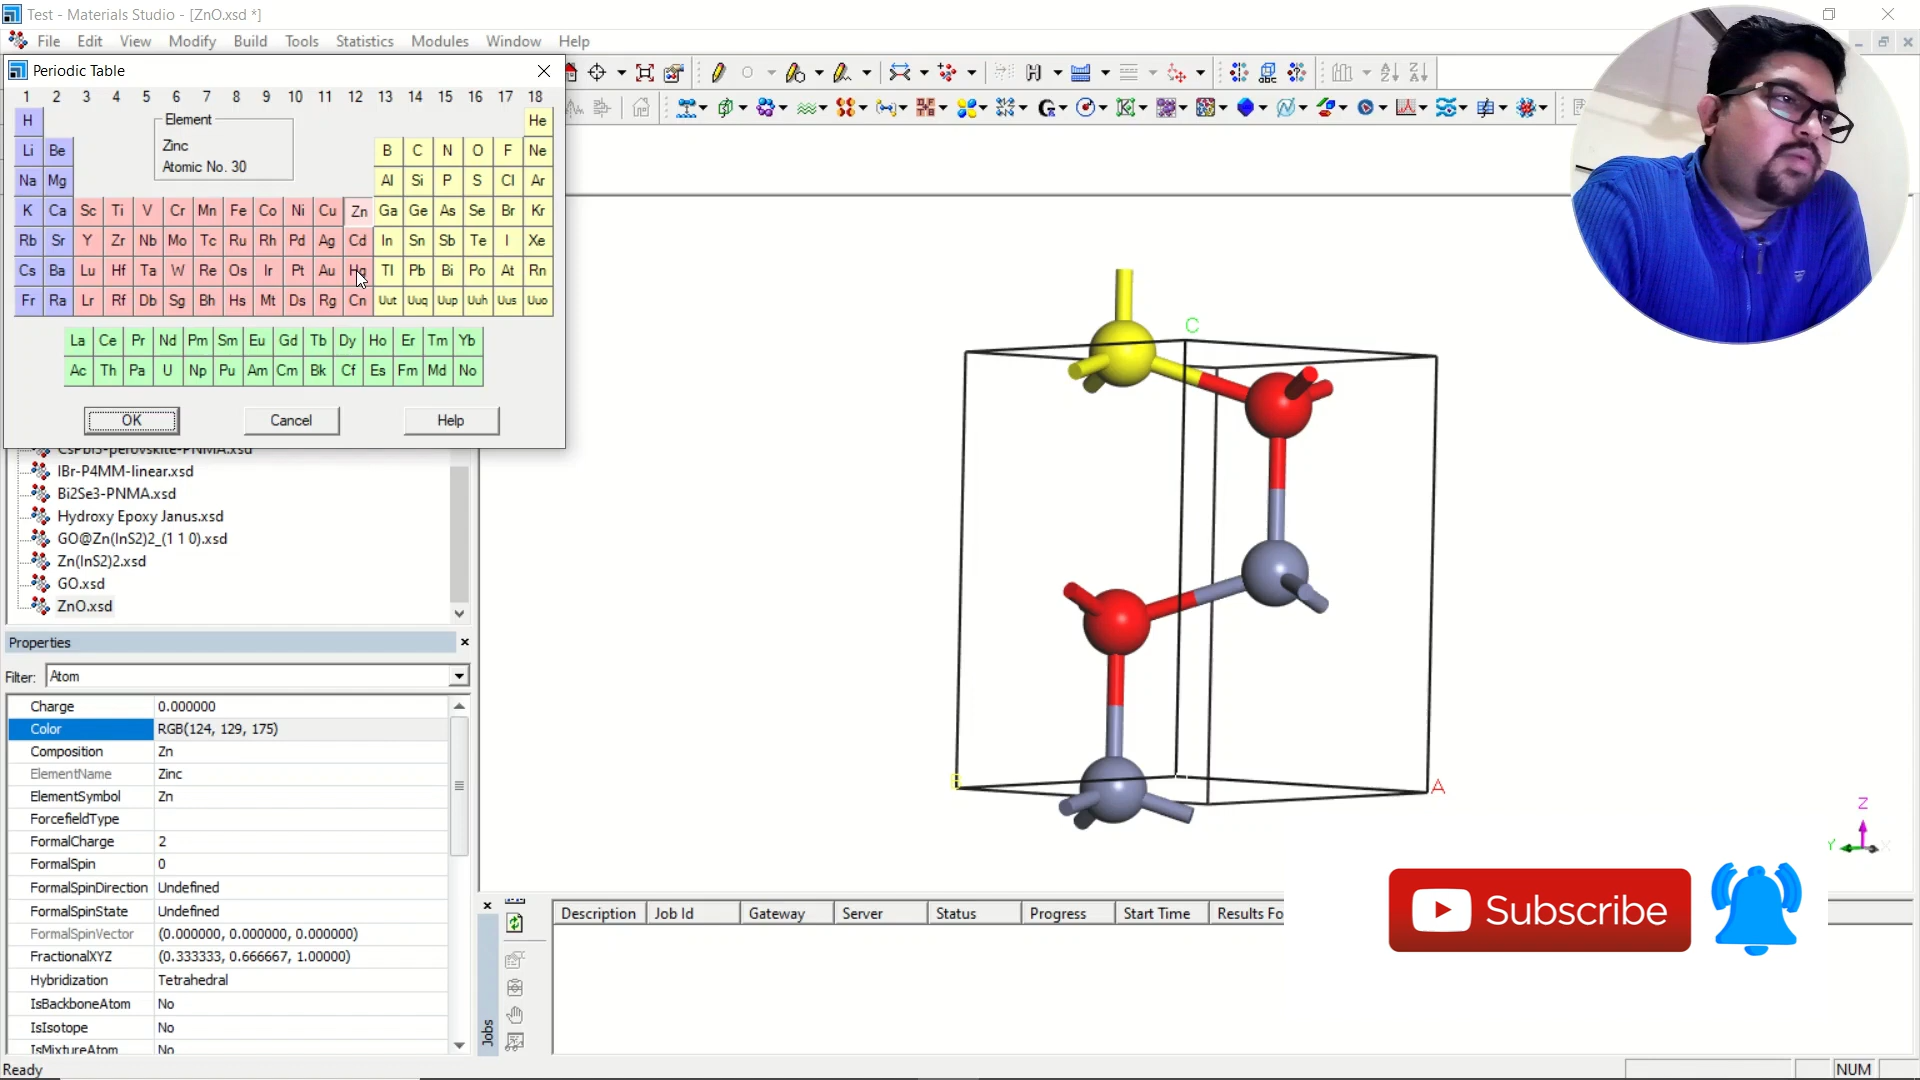 Test - Materials Studio - [ZnO.xsd *]
File Edit View Modify Build Tools Statistics Modules Window Help
Periodic Table
1 2 3 4 5 6 7 8 9 10 11 12 13 14 15 16 17 18
H He
Element
Zinc
Atomic No. 30
Li Be B C N O F Ne
Na Mg Al Si P S Cl Ar
K Ca Sc Ti V Cr Mn Fe Co Ni Cu Zn Ga Ge As Se Br Kr
Rb Sr Y Zr Nb Mo Tc Ru Rh Pd Ag Cd In Sn Sb Te I Xe
Cs Ba Lu Hf Ta W Re Os Ir Pt Au Hg Tl Pb Bi Po At Rn
Fr Ra Lr Rf Db Sg Bh Hs Mt Ds Rg Cn Uut Uuq Uup Uuh Uus Uuo
La Ce Pr Nd Pm Sm Eu Gd Tb Dy Ho Er Tm Yb
Ac Th Pa U Np Pu Am Cm Bk Cf Es Fm Md No
OK Cancel Help
CsPbI3-perovskite-PNMA.xsd
IBr-P4MM-linear.xsd
Bi2Se3-PNMA.xsd
Hydroxy Epoxy Janus.xsd
GO@Zn(InS2)2_(1 1 0).xsd
Zn(InS2)2.xsd
GO.xsd
ZnO.xsd
Properties
Filter: Atom
Charge 0.000000
Color RGB(124, 129, 175)
Composition Zn
ElementName Zinc
ElementSymbol Zn
ForcefieldType
FormalCharge 2
FormalSpin 0
FormalSpinDirection Undefined
FormalSpinState Undefined
FormalSpinVector (0.000000, 0.000000, 0.000000)
FractionalXYZ (0.333333, 0.666667, 1.00000)
Hybridization Tetrahedral
IsBackboneAtom No
IsIsotope No
IsMixtureAtom No
C
B
A
Z
Y
X
Subscribe
Jobs
Description Job Id Gateway Server Status Progress Start Time Results Fo
Ready
NUM